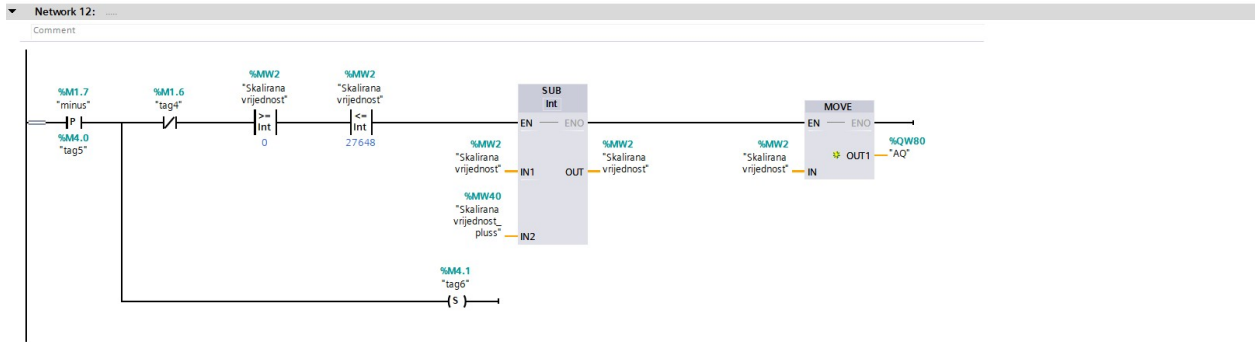 Network 12: ....
Comment
%M1.7
"minus"
P
%M4.0
"tag5"
%M1.6
"tag4"
%MW2
"Skalirana
vrijednost"
>=
Int
0
%MW2
"Skalirana
vrijednost"
<=
Int
27648
SUB
Int
EN
ENO
%MW2
"Skalirana
vrijednost"
IN1
%MW40
"Skalirana
vrijednost_
pluss"
IN2
OUT
%MW2
"Skalirana
vrijednost"
MOVE
EN
ENO
%MW2
"Skalirana
vrijednost"
IN
OUT1
%QW80
"AQ"
%M4.1
"tag6"
S